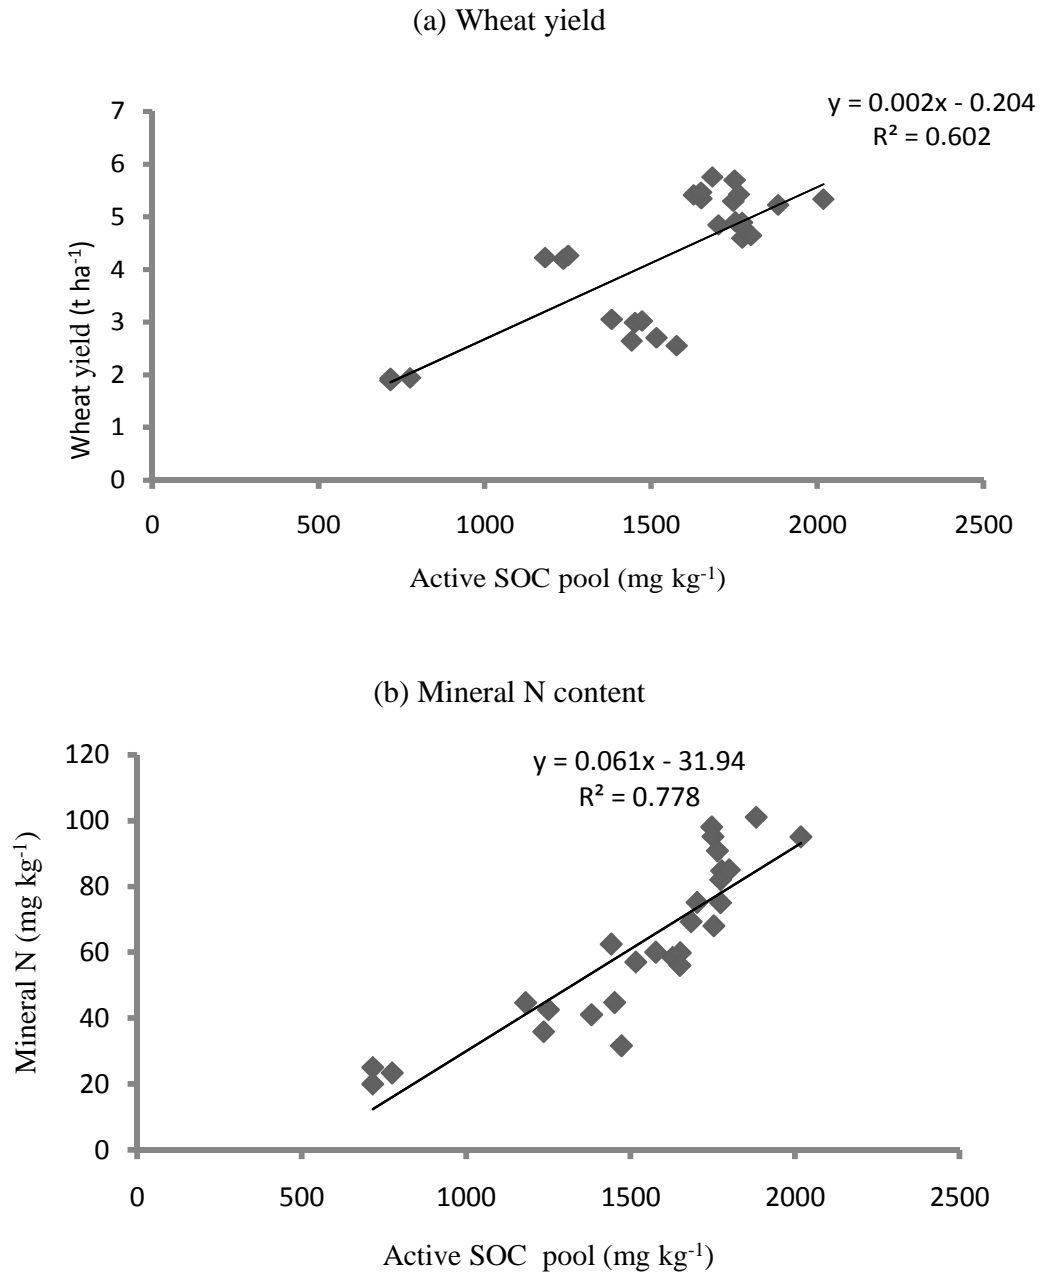 (a) Wheat yield
y = 0.002x - 0.204
R² = 0.602
7
6
5
4
3
2
1
0
Wheat yield (t ha⁻¹)
0 500 1000 1500 2000 2500
Active SOC pool (mg kg⁻¹)
(b) Mineral N content
y = 0.061x - 31.94
R² = 0.778
120
100
80
60
40
20
0
Mineral N (mg kg⁻¹)
0 500 1000 1500 2000 2500
Active SOC pool (mg kg⁻¹)